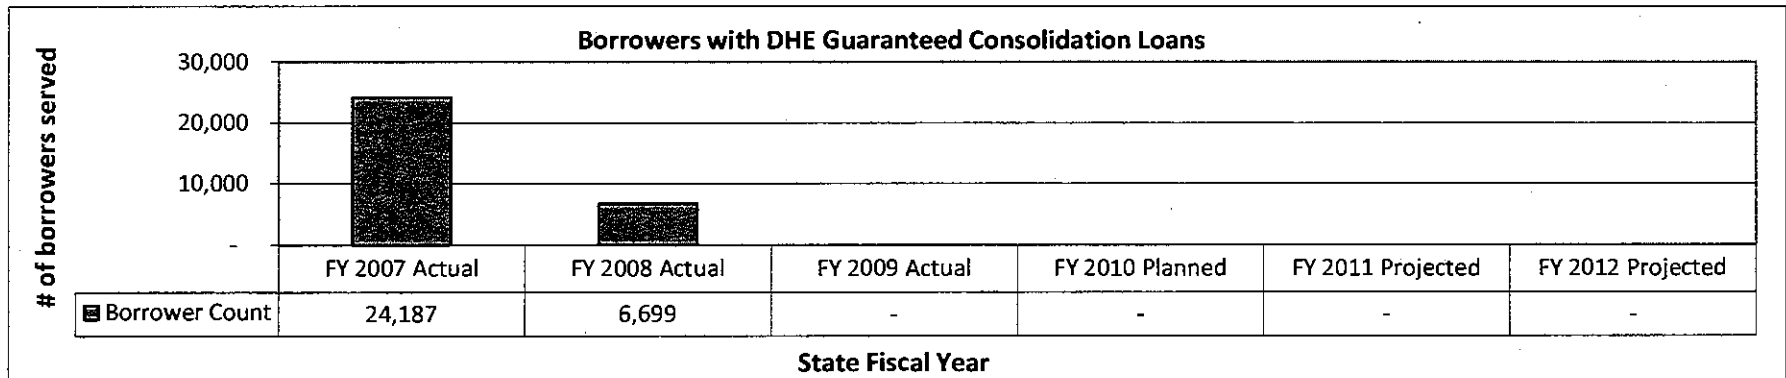 Borrowers with DHE Guaranteed Consolidation Loans
# of borrowers served
30,000
20,000
10,000
-
FY 2007 Actual FY 2008 Actual FY 2009 Actual FY 2010 Planned FY 2011 Projected FY 2012 Projected
Borrower Count 24,187 6,699 - - - -
State Fiscal Year